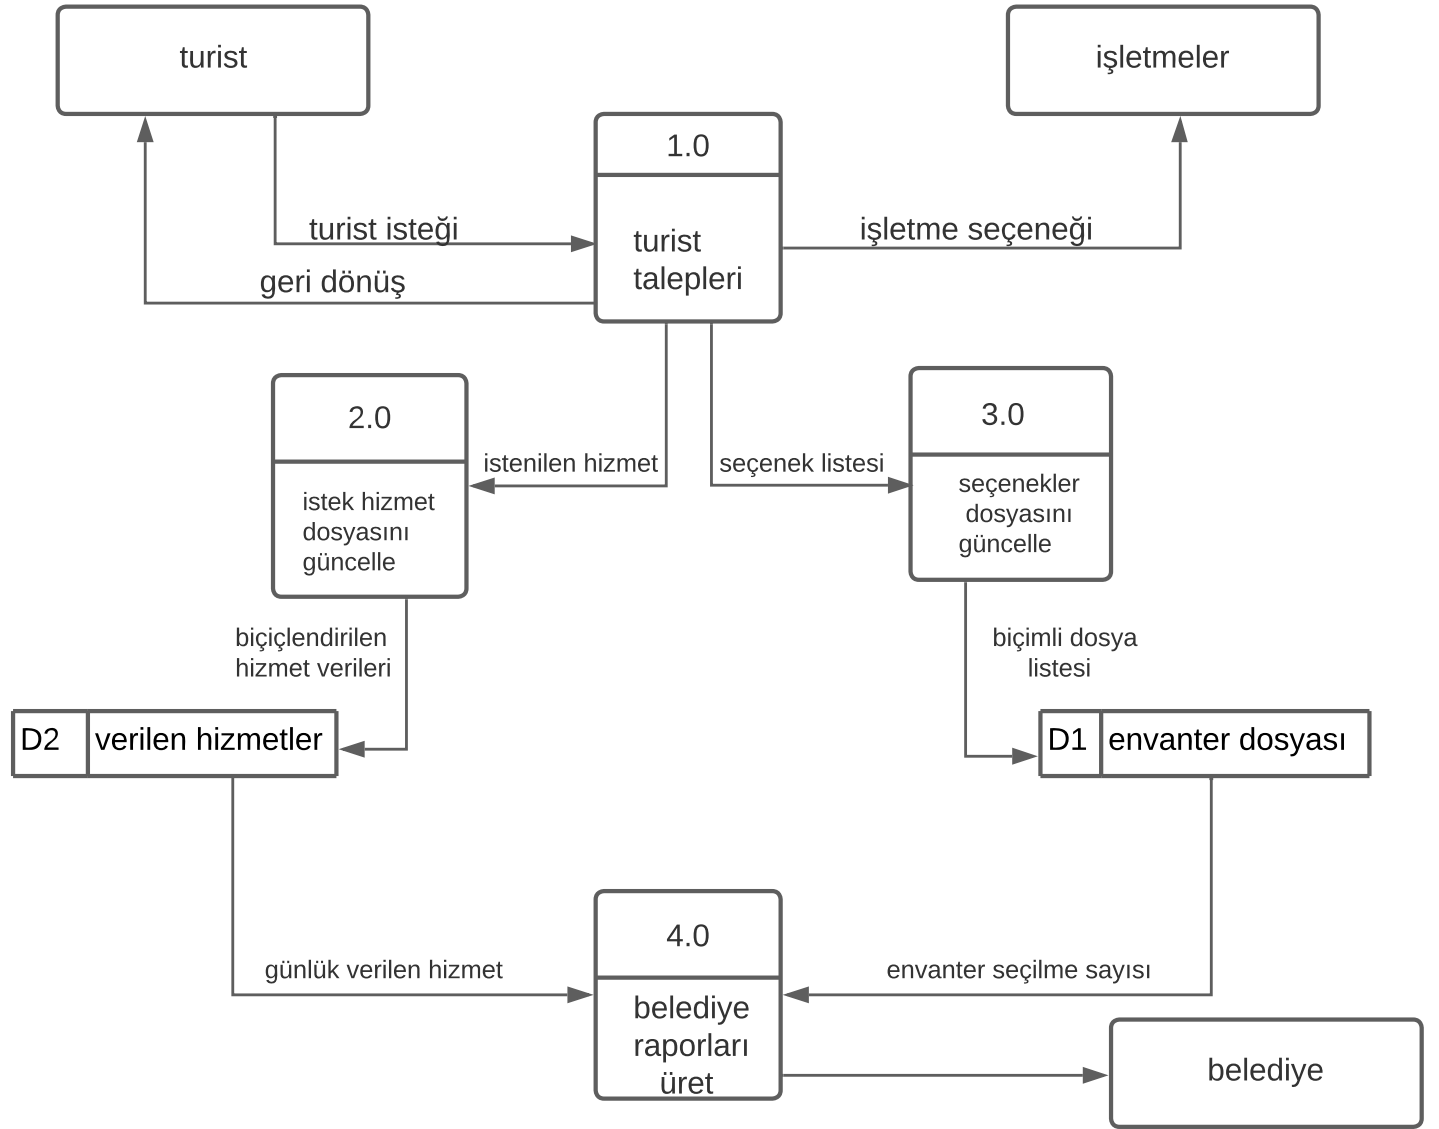 turist
işletmeler
1.0
turist
talepleri
turist isteği
geri dönüş
işletme seçeneği
2.0
istek hizmet
dosyasını
güncelle
istenilen hizmet
seçenek listesi
3.0
seçenekler
dosyasını
güncelle
biçiçlendirilen
hizmet verileri
biçimli dosya
listesi
D2
verilen hizmetler
D1
envanter dosyası
günlük verilen hizmet
4.0
belediye
raporları
üret
envanter seçilme sayısı
belediye